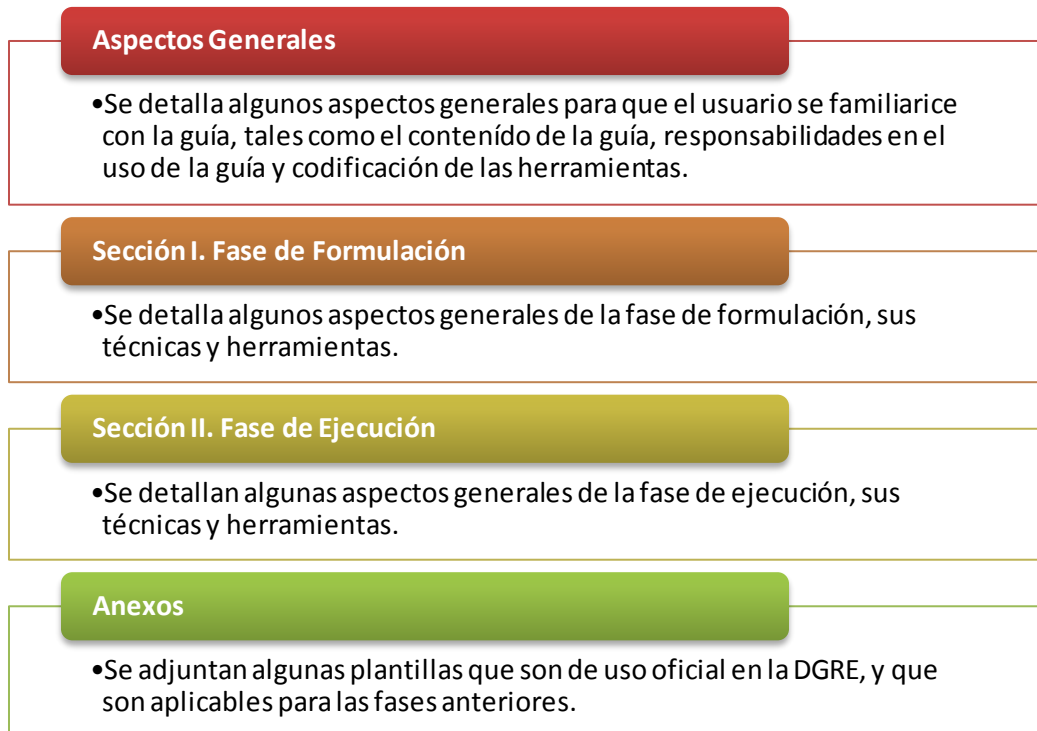 Aspectos Generales
•Se detalla algunos aspectos generales para que el usuario se familiarice
con la guía, tales como el contenído de la guía, responsabilidades en el
uso de la guía y codificación de las herramientas.
Sección I. Fase de Formulación
•Se detalla algunos aspectos generales de la fase de formulación, sus
técnicas y herramientas.
Sección II. Fase de Ejecución
•Se detallan algunas aspectos generales de la fase de ejecución, sus
técnicas y herramientas.
Anexos
•Se adjuntan algunas plantillas que son de uso oficial en la DGRE, y que
son aplicables para las fases anteriores.